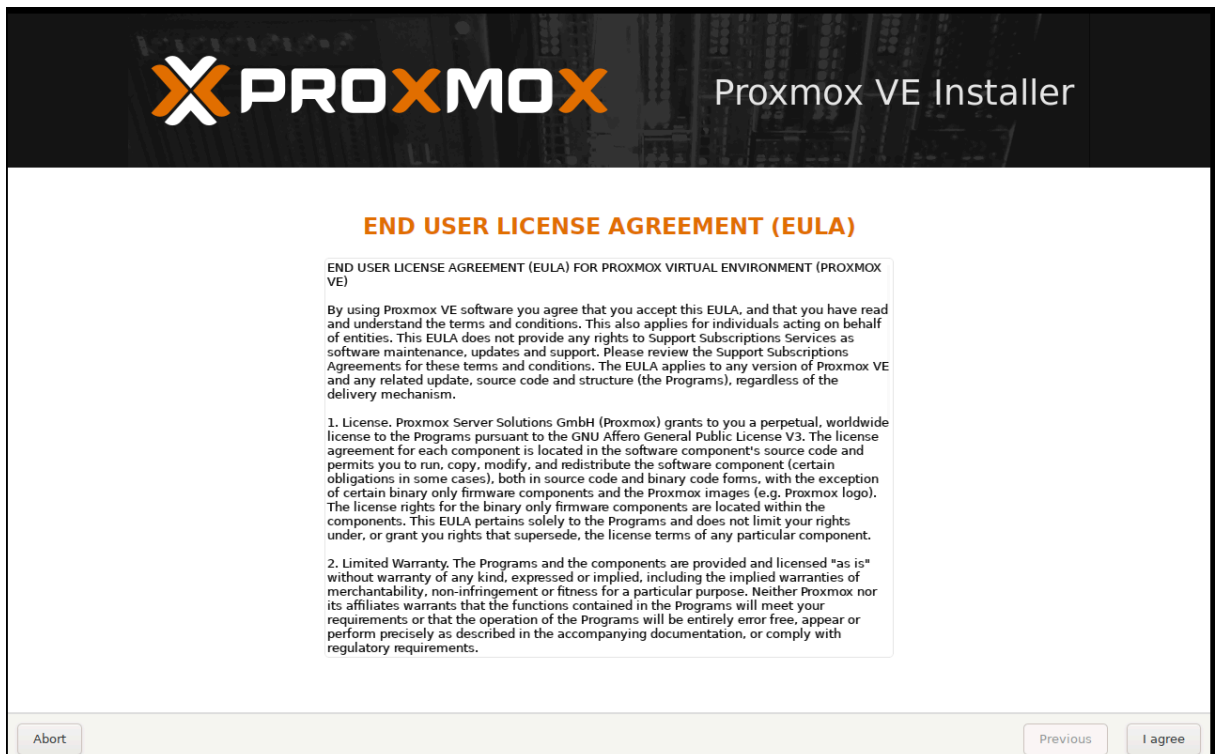 PROXMOX
Proxmox VE Installer
END USER LICENSE AGREEMENT (EULA)
END USER LICENSE AGREEMENT (EULA) FOR PROXMOX VIRTUAL ENVIRONMENT (PROXMOX
VE)
By using Proxmox VE software you agree that you accept this EULA, and that you have read
and understand the terms and conditions. This also applies for individuals acting on behalf
of entities. This EULA does not provide any rights to Support Subscriptions Services as
software maintenance, updates and support. Please review the Support Subscriptions
Agreements for these terms and conditions. The EULA applies to any version of Proxmox VE
and any related update, source code and structure (the Programs), regardless of the
delivery mechanism.
1. License. Proxmox Server Solutions GmbH (Proxmox) grants to you a perpetual, worldwide
license to the Programs pursuant to the GNU Affero General Public License V3. The license
agreement for each component is located in the software component's source code and
permits you to run, copy, modify, and redistribute the software component (certain
obligations in some cases), both in source code and binary code forms, with the exception
of certain binary only firmware components and the Proxmox images (e.g. Proxmox logo).
The license rights for the binary only firmware components are located within the
components. This EULA pertains solely to the Programs and does not limit your rights
under, or grant you rights that supersede, the license terms of any particular component.
2. Limited Warranty. The Programs and the components are provided and licensed "as is"
without warranty of any kind, expressed or implied, including the implied warranties of
merchantability, non-infringement or fitness for a particular purpose. Neither Proxmox nor
its affiliates warrants that the functions contained in the Programs will meet your
requirements or that the operation of the Programs will be entirely error free, appear or
perform precisely as described in the accompanying documentation, or comply with
regulatory requirements.
Abort
Previous
I agree